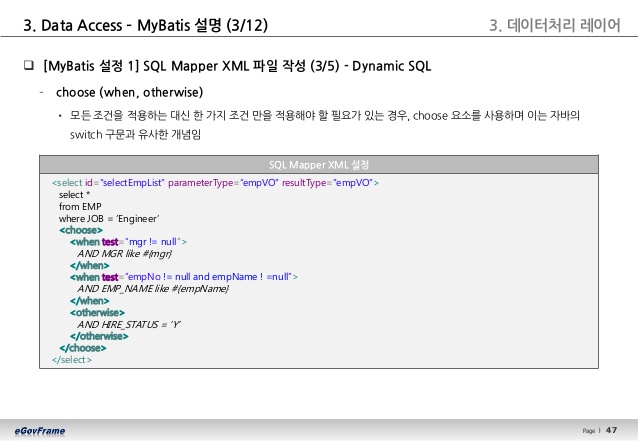 3. Data Access – MyBatis 설명 (3/12)
3. 데이터처리 레이어
❑ [MyBatis 설정 1] SQL Mapper XML 파일 작성 (3/5) - Dynamic SQL
- choose (when, otherwise)
• 모든 조건을 적용하는 대신 한 가지 조건 만을 적용해야 할 필요가 있는 경우, choose 요소를 사용하며 이는 자바의
switch 구문과 유사한 개념임
SQL Mapper XML 설정
<select id="selectEmpList" parameterType="empVO" resultType="empVO">
select *
from EMP
where JOB = ‘Engineer’
<choose>
<when test="mgr != null”>
AND MGR like #{mgr}
</when>
<when test="empNo != null and empName ! =null”>
AND EMP_NAME like #{empName}
</when>
<otherwise>
AND HIRE_STATUS = ‘Y’
</otherwise>
</choose>
</select>
eGovFrame
Page l 47